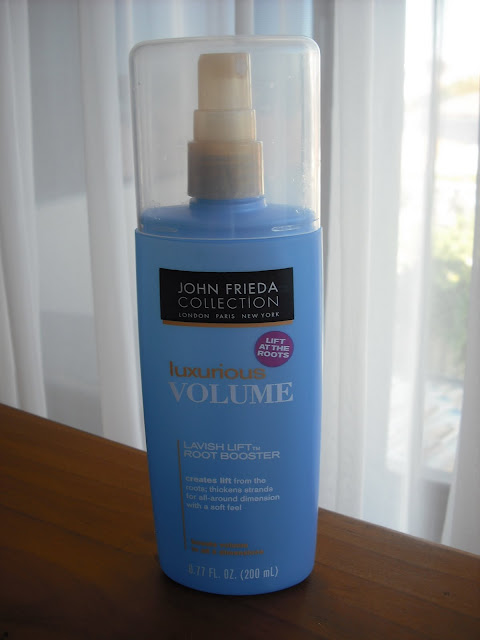 JOHN FRIEDA
COLLECTION
LONDON PARIS NEW YORK
LIFT
AT THE
ROOTS
luxurious
VOLUME
LAVISH LIFT™
ROOT BOOSTER
creates lift from the
roots; thickens strands
for all-around dimension
with a soft feel
6.77 FL. OZ. (200 mL)